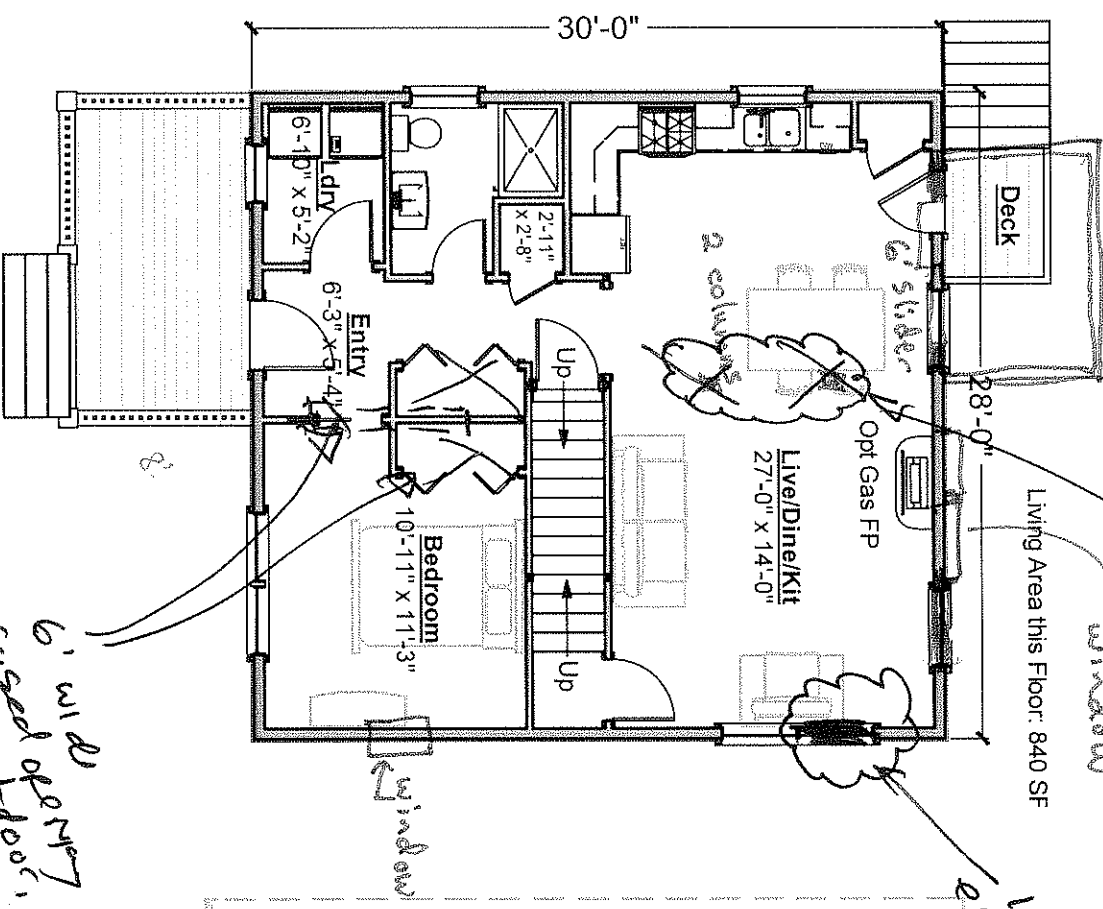 30'-0"
Deck
28'-0"
Living Area this Floor: 840 SF
window
6' slider
2 columns
Opt Gas FP
Live/Dine/Kit
27'-0" x 14'-0"
2'-11"
x 2'-8"
Ldry
6'-10" x 5'-2"
Entry
6'-3" x 5'-4"
Up
Up
Bedroom
10'-11" x 11'-3"
8'
window
6' wide